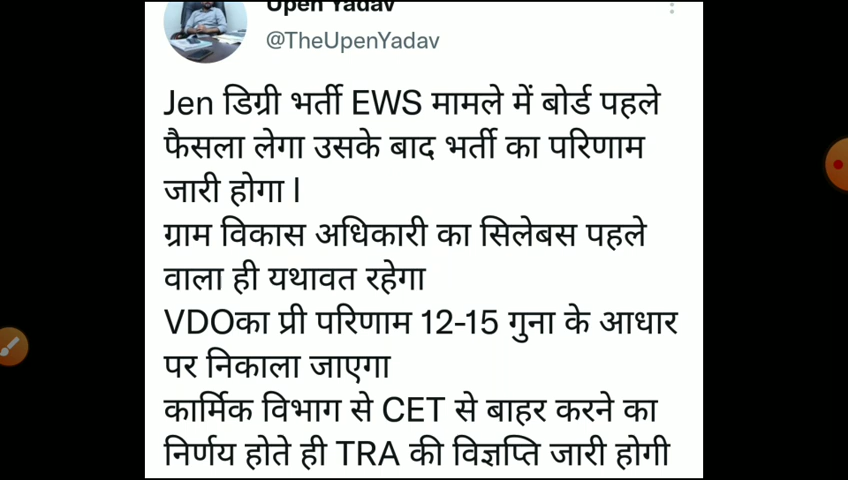 Upen Yadav
@TheUpenYadav
Jen डिग्री भर्ती EWS मामले में बोर्ड पहले
फैसला लेगा उसके बाद भर्ती का परिणाम
जारी होगा l
ग्राम विकास अधिकारी का सिलेबस पहले
वाला ही यथावत रहेगा
VDOका प्री परिणाम 12-15 गुना के आधार
पर निकाला जाएगा
कार्मिक विभाग से CET से बाहर करने का
निर्णय होते ही TRA की विज्ञप्ति जारी होगी